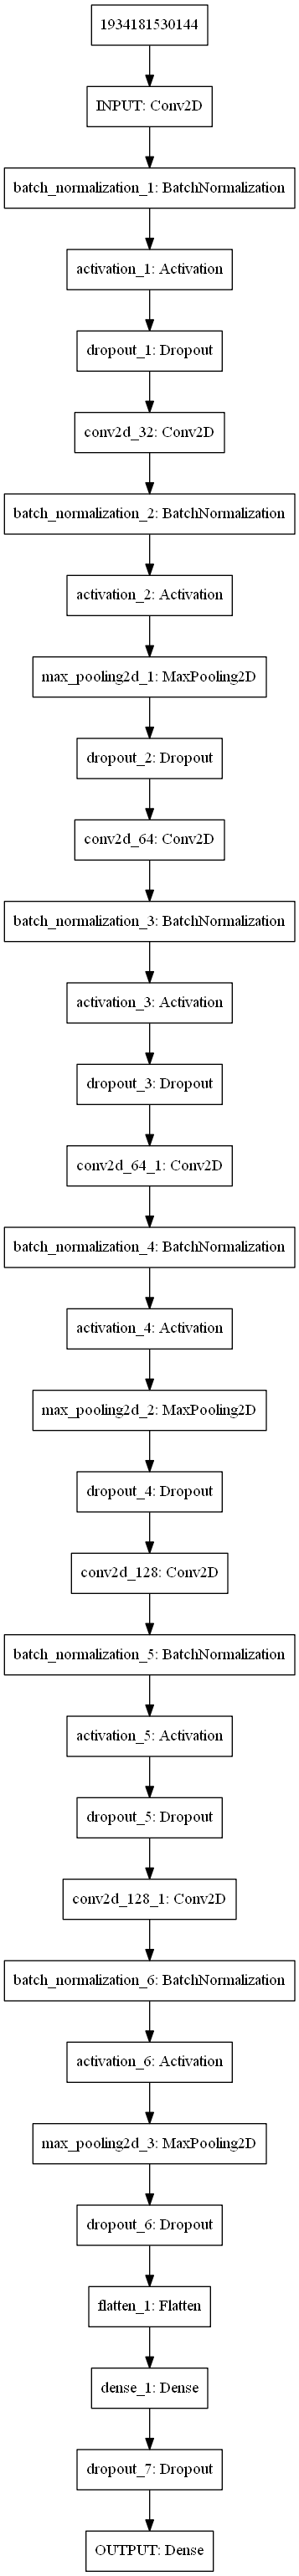 1934181530144
INPUT: Conv2D
batch_normalization_1: BatchNormalization
activation_1: Activation
dropout_1: Dropout
conv2d_32: Conv2D
batch_normalization_2: BatchNormalization
activation_2: Activation
max_pooling2d_1: MaxPooling2D
dropout_2: Dropout
conv2d_64: Conv2D
batch_normalization_3: BatchNormalization
activation_3: Activation
dropout_3: Dropout
conv2d_64_1: Conv2D
batch_normalization_4: BatchNormalization
activation_4: Activation
max_pooling2d_2: MaxPooling2D
dropout_4: Dropout
conv2d_128: Conv2D
batch_normalization_5: BatchNormalization
activation_5: Activation
dropout_5: Dropout
conv2d_128_1: Conv2D
batch_normalization_6: BatchNormalization
activation_6: Activation
max_pooling2d_3: MaxPooling2D
dropout_6: Dropout
flatten_1: Flatten
dense_1: Dense
dropout_7: Dropout
OUTPUT: Dense